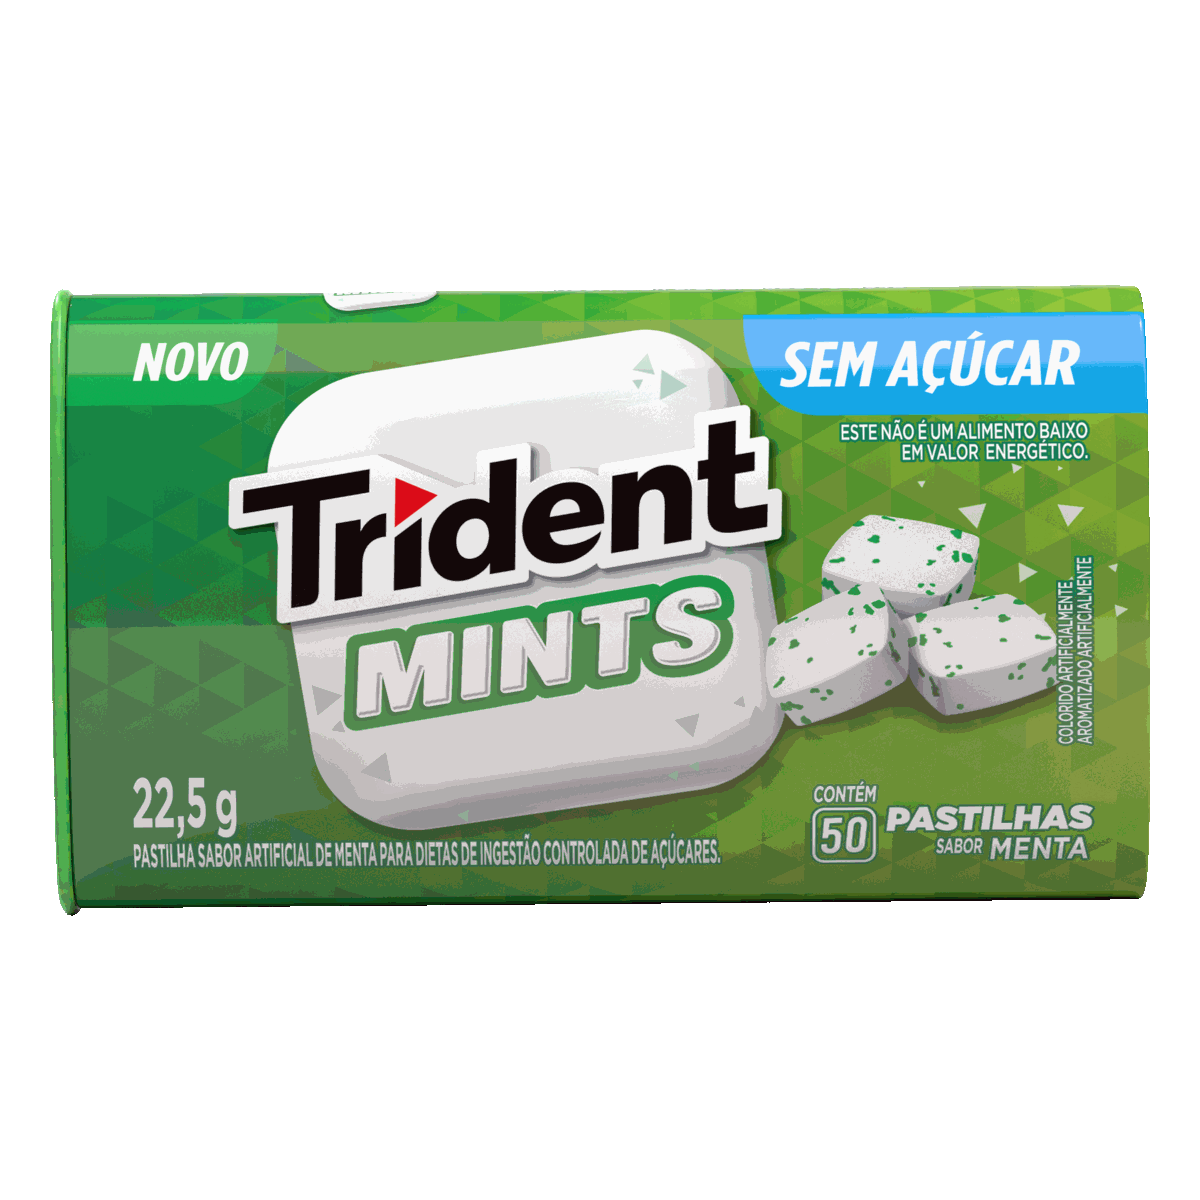 NOVO
SEM AÇÚCAR
ESTE NÃO É UM ALIMENTO BAIXO
EM VALOR ENERGÉTICO.
Trident
MINTS
COLORIDO ARTIFICIALMENTE.
AROMATIZADO ARTIFICIALMENTE
22,5 g
PASTILHA SABOR ARTIFICIAL DE MENTA PARA DIETAS DE INGESTÃO CONTROLADA DE AÇÚCARES.
CONTÉM
50 PASTILHAS
SABOR MENTA